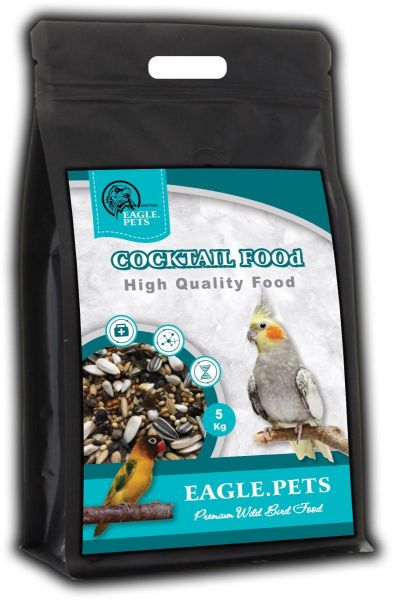 EAGLE.
PETS
COCKTAIL FOOd
High Quality Food
5
Kg
EAGLE.PETS
Premium Wild Bird Food